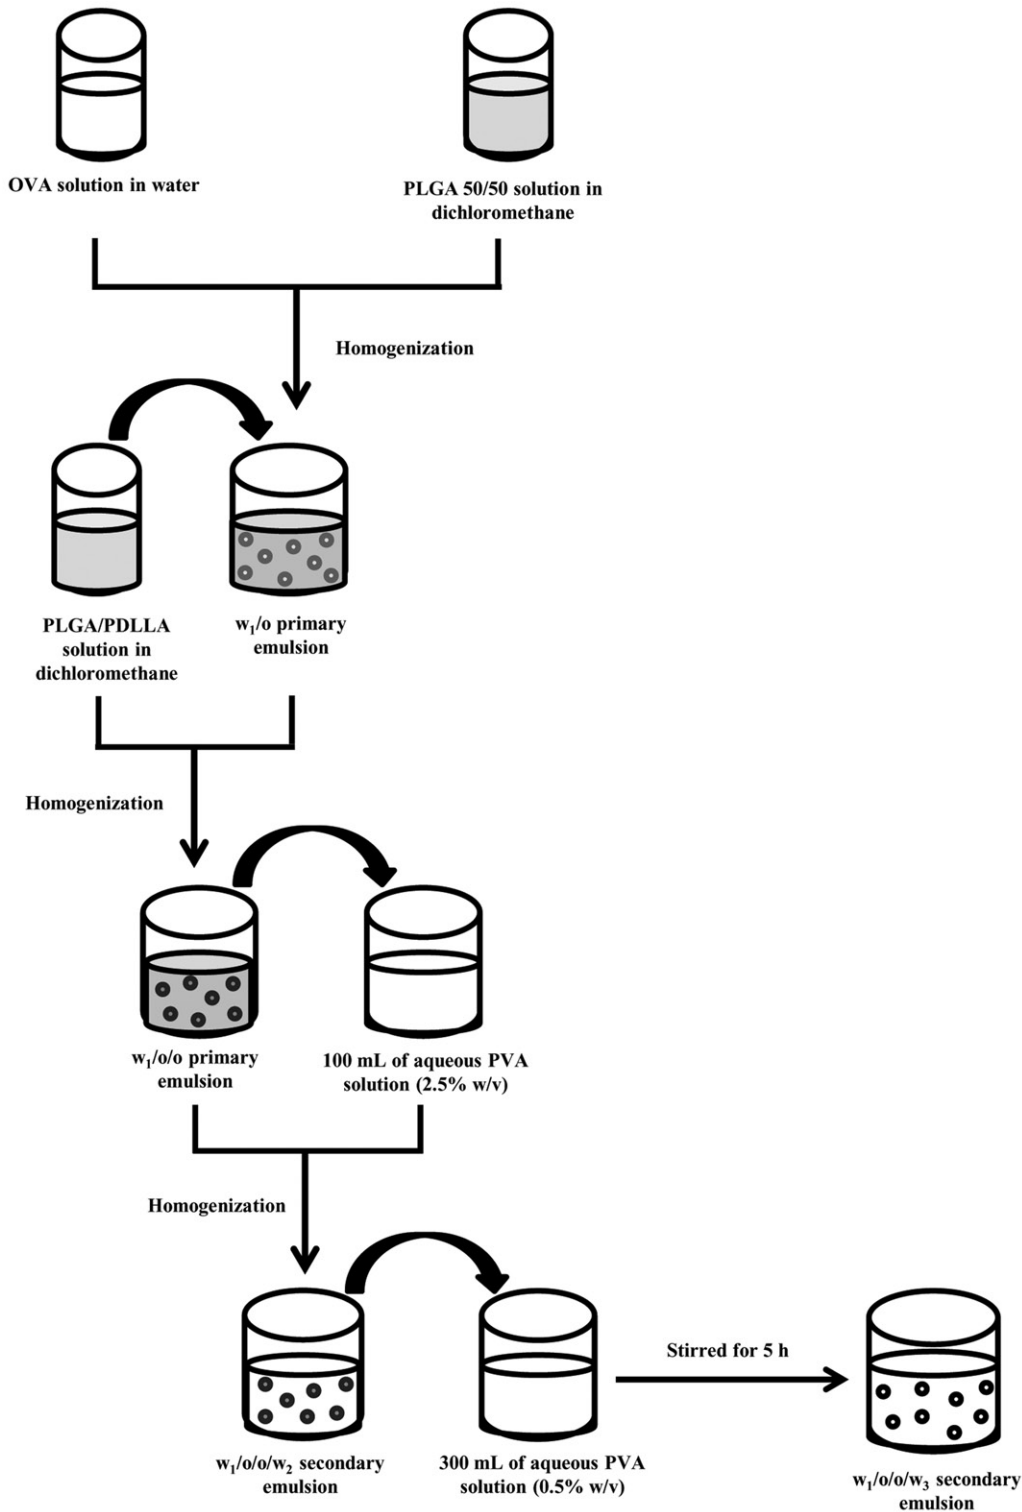 OVA solution in water
PLGA 50/50 solution in
dichloromethane
Homogenization
PLGA/PDLLA
solution in
dichloromethane
w₁/o primary
emulsion
Homogenization
w₁/o/o primary
emulsion
100 mL of aqueous PVA
solution (2.5% w/v)
Homogenization
w₁/o/o/w₂ secondary
emulsion
300 mL of aqueous PVA
solution (0.5% w/v)
Stirred for 5 h
w₁/o/o/w₃ secondary
emulsion